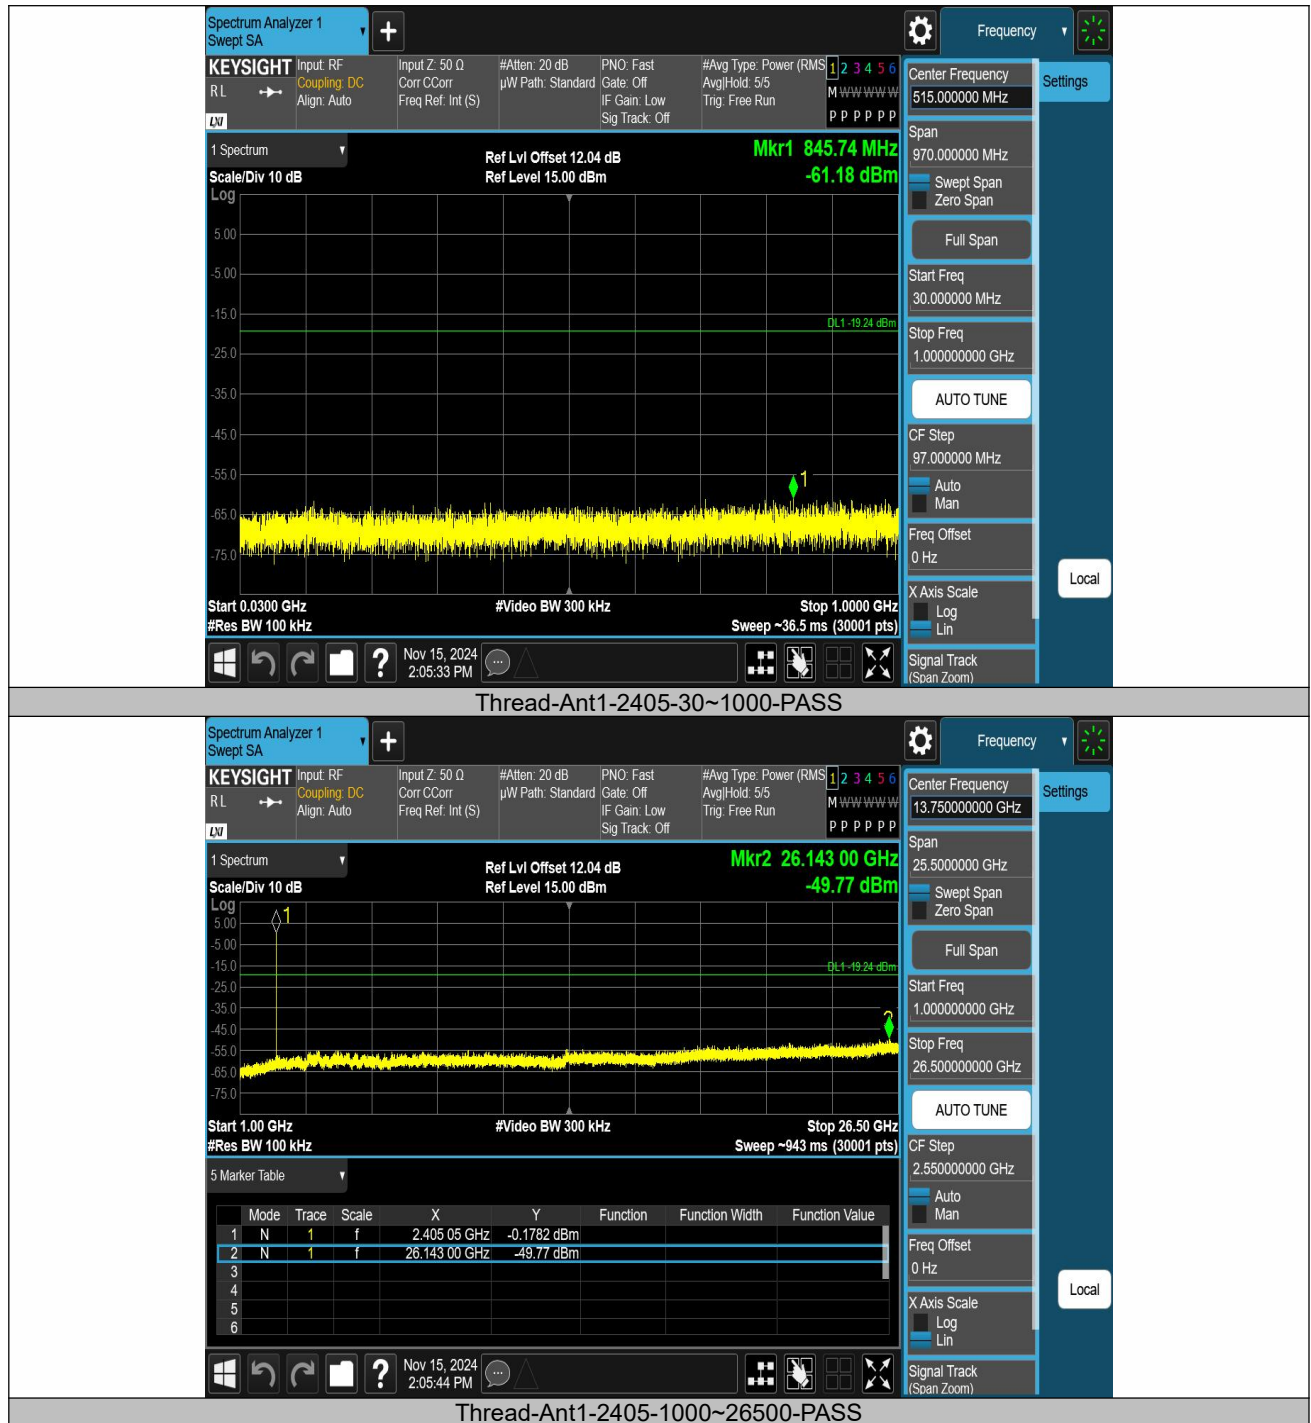 Spectrum Analyzer 1
Swept SA
Frequency
KEYSIGHT
RL
LXI
Input: RF
Coupling: DC
Align: Auto
Input Z: 50 Ω
Corr CCorr
Freq Ref: Int (S)
#Atten: 20 dB
µW Path: Standard
PNO: Fast
Gate: Off
IF Gain: Low
Sig Track: Off
#Avg Type: Power (RMS
Avg|Hold: 5/5
Trig: Free Run
1 2 3 4 5 6
M W W W W W
P P P P P P
1 Spectrum
Scale/Div 10 dB
Ref Lvl Offset 12.04 dB
Ref Level 15.00 dBm
Mkr1 845.74 MHz
-61.18 dBm
Log
5.00
-5.00
-15.0
DL1 -19.24 dBm
-25.0
-35.0
-45.0
-55.0
1
-65.0
-75.0
Start 0.0300 GHz
#Video BW 300 kHz
Stop 1.0000 GHz
#Res BW 100 kHz
Sweep ~36.5 ms (30001 pts)
Nov 15, 2024
2:05:33 PM
Center Frequency
515.000000 MHz
Settings
Span
970.000000 MHz
Swept Span
Zero Span
Full Span
Start Freq
30.000000 MHz
Stop Freq
1.000000000 GHz
AUTO TUNE
CF Step
97.000000 MHz
Auto
Man
Freq Offset
0 Hz
Local
X Axis Scale
Log
Lin
Signal Track
(Span Zoom)
Thread-Ant1-2405-30~1000-PASS
Spectrum Analyzer 1
Swept SA
Frequency
KEYSIGHT
RL
LXI
Input: RF
Coupling: DC
Align: Auto
Input Z: 50 Ω
Corr CCorr
Freq Ref: Int (S)
#Atten: 20 dB
µW Path: Standard
PNO: Fast
Gate: Off
IF Gain: Low
Sig Track: Off
#Avg Type: Power (RMS
Avg|Hold: 5/5
Trig: Free Run
1 2 3 4 5 6
M W W W W W
P P P P P P
1 Spectrum
Scale/Div 10 dB
Ref Lvl Offset 12.04 dB
Ref Level 15.00 dBm
Mkr2 26.143 00 GHz
-49.77 dBm
Log
5.00
1
-5.00
-15.0
DL1 -19.24 dBm
-25.0
-35.0
2
-45.0
-55.0
-65.0
-75.0
Start 1.00 GHz
#Video BW 300 kHz
Stop 26.50 GHz
#Res BW 100 kHz
Sweep ~943 ms (30001 pts)
5 Marker Table
Mode Trace Scale X Y Function Function Width Function Value
1 N 1 f 2.405 05 GHz -0.1782 dBm
2 N 1 f 26.143 00 GHz -49.77 dBm
3
4
5
6
Nov 15, 2024
2:05:44 PM
Center Frequency
13.750000000 GHz
Settings
Span
25.5000000 GHz
Swept Span
Zero Span
Full Span
Start Freq
1.000000000 GHz
Stop Freq
26.500000000 GHz
AUTO TUNE
CF Step
2.550000000 GHz
Auto
Man
Freq Offset
0 Hz
Local
X Axis Scale
Log
Lin
Signal Track
(Span Zoom)
Thread-Ant1-2405-1000~26500-PASS